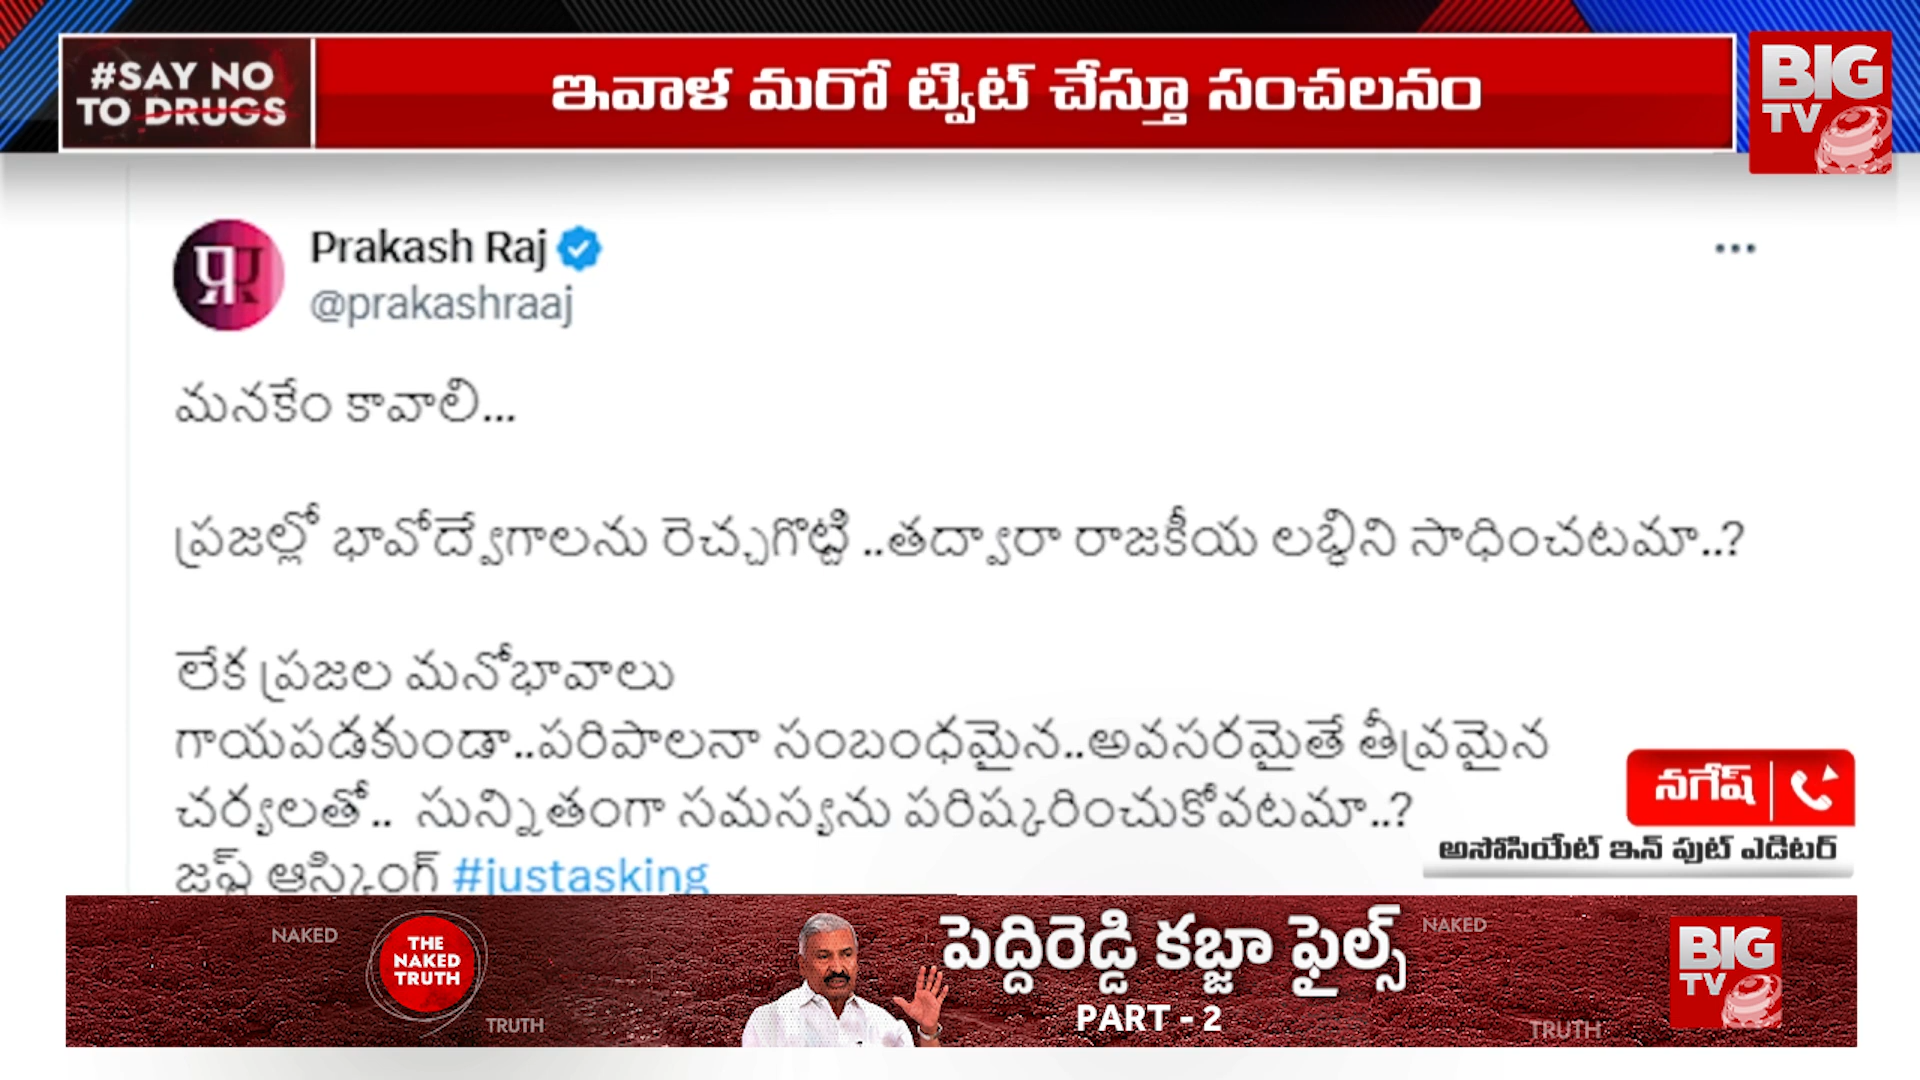 #SAY NO
TO DRUGS
ఇవాళ మరో ట్వీట్ చేస్తూ సంచలనం
BIG
TV
Prakash Raj
@prakashraaj
మనకేం కావాలి...
ప్రజల్లో భావోద్వేగాలను రెచ్చగొట్టి ..తద్వారా రాజకీయ లబ్ధిని సాధించటమా..?
లేక ప్రజల మనోభావాలు
గాయపడకుండా..పరిపాలనా సంబంధమైన..అవసరమైతే తీవ్రమైన
చర్యలతో.. సున్నితంగా సమస్యను పరిష్కరించుకోవటమా..?
జస్ట్ ఆస్కింగ్ #justasking
నగేష్
అసోసియేట్ ఇన్ పుట్ ఎడిటర్
NAKED
THE
NAKED
TRUTH
TRUTH
పెద్దిరెడ్డి కబ్జా ఫైల్స్
PART - 2
NAKED
TRUTH
BIG
TV